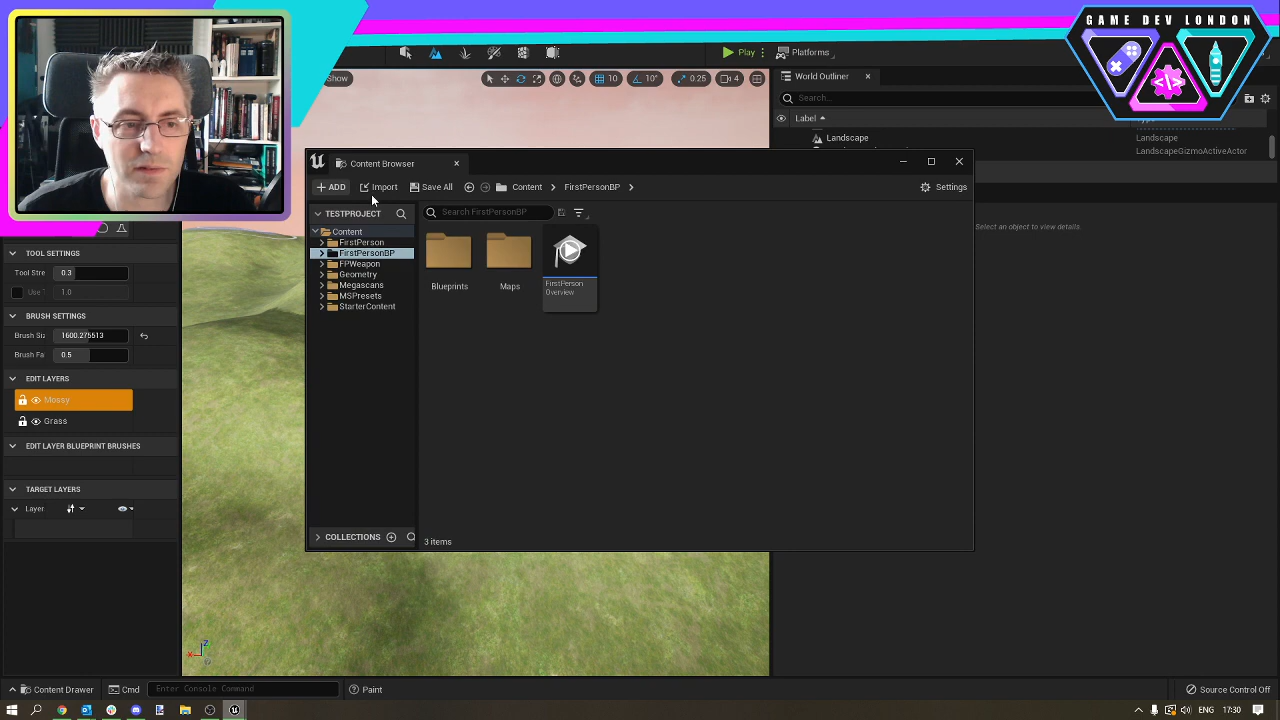 GAME DEV LONDON
Show
10
10°
0.25
4
Play
Platforms
World Outliner
Search...
Label
Type
Landscape
Landscape
LandscapeGizmoActiveActor
Select an object to view details.
Content Browser
ADD
Import
Save All
Content
FirstPersonBP
Settings
TESTPROJECT
Search FirstPersonBP
Content
FirstPerson
FirstPersonBP
FPWeapon
Geometry
Megascans
MSPresets
StarterContent
Blueprints
Maps
FirstPerson
Overview
COLLECTIONS
3 items
TOOL SETTINGS
Tool Stre
0.3
Use
1.0
BRUSH SETTINGS
Brush Siz
1600.275513
Brush Fa
0.5
EDIT LAYERS
Mossy
Grass
EDIT LAYER BLUEPRINT BRUSHES
TARGET LAYERS
Layer
Z
X
Content Drawer
Cmd
Enter Console Command
Paint
Source Control Off
ENG
17:30